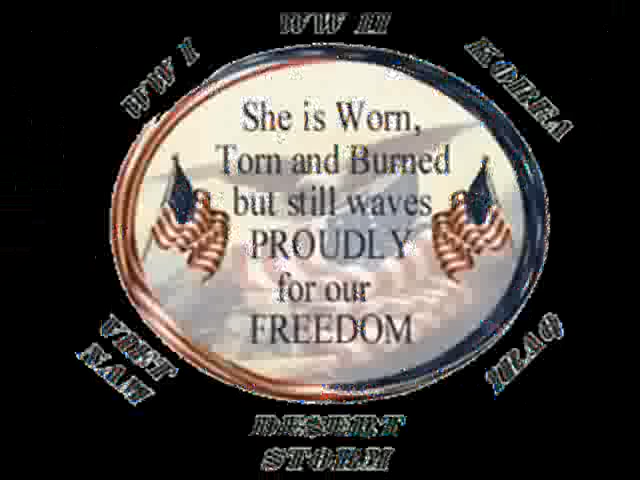 WW I
WW II
KOREA
She is Worn,
Torn and Burned
but still waves
PROUDLY
for our
FREEDOM
VIET
NAM
IRAQ
DESERT
STORM